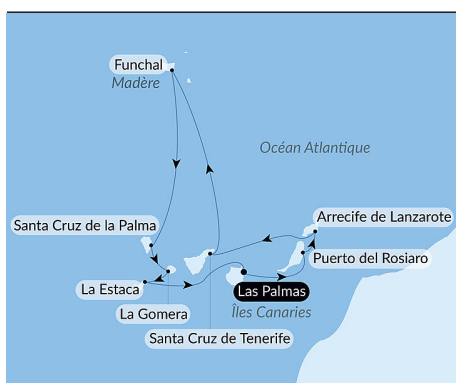 Funchal
Madère
Océan Atlantique
Arrecife de Lanzarote
Santa Cruz de la Palma
Puerto del Rosiaro
La Estaca
Las Palmas
La Gomera
Îles Canaries
Santa Cruz de Tenerife